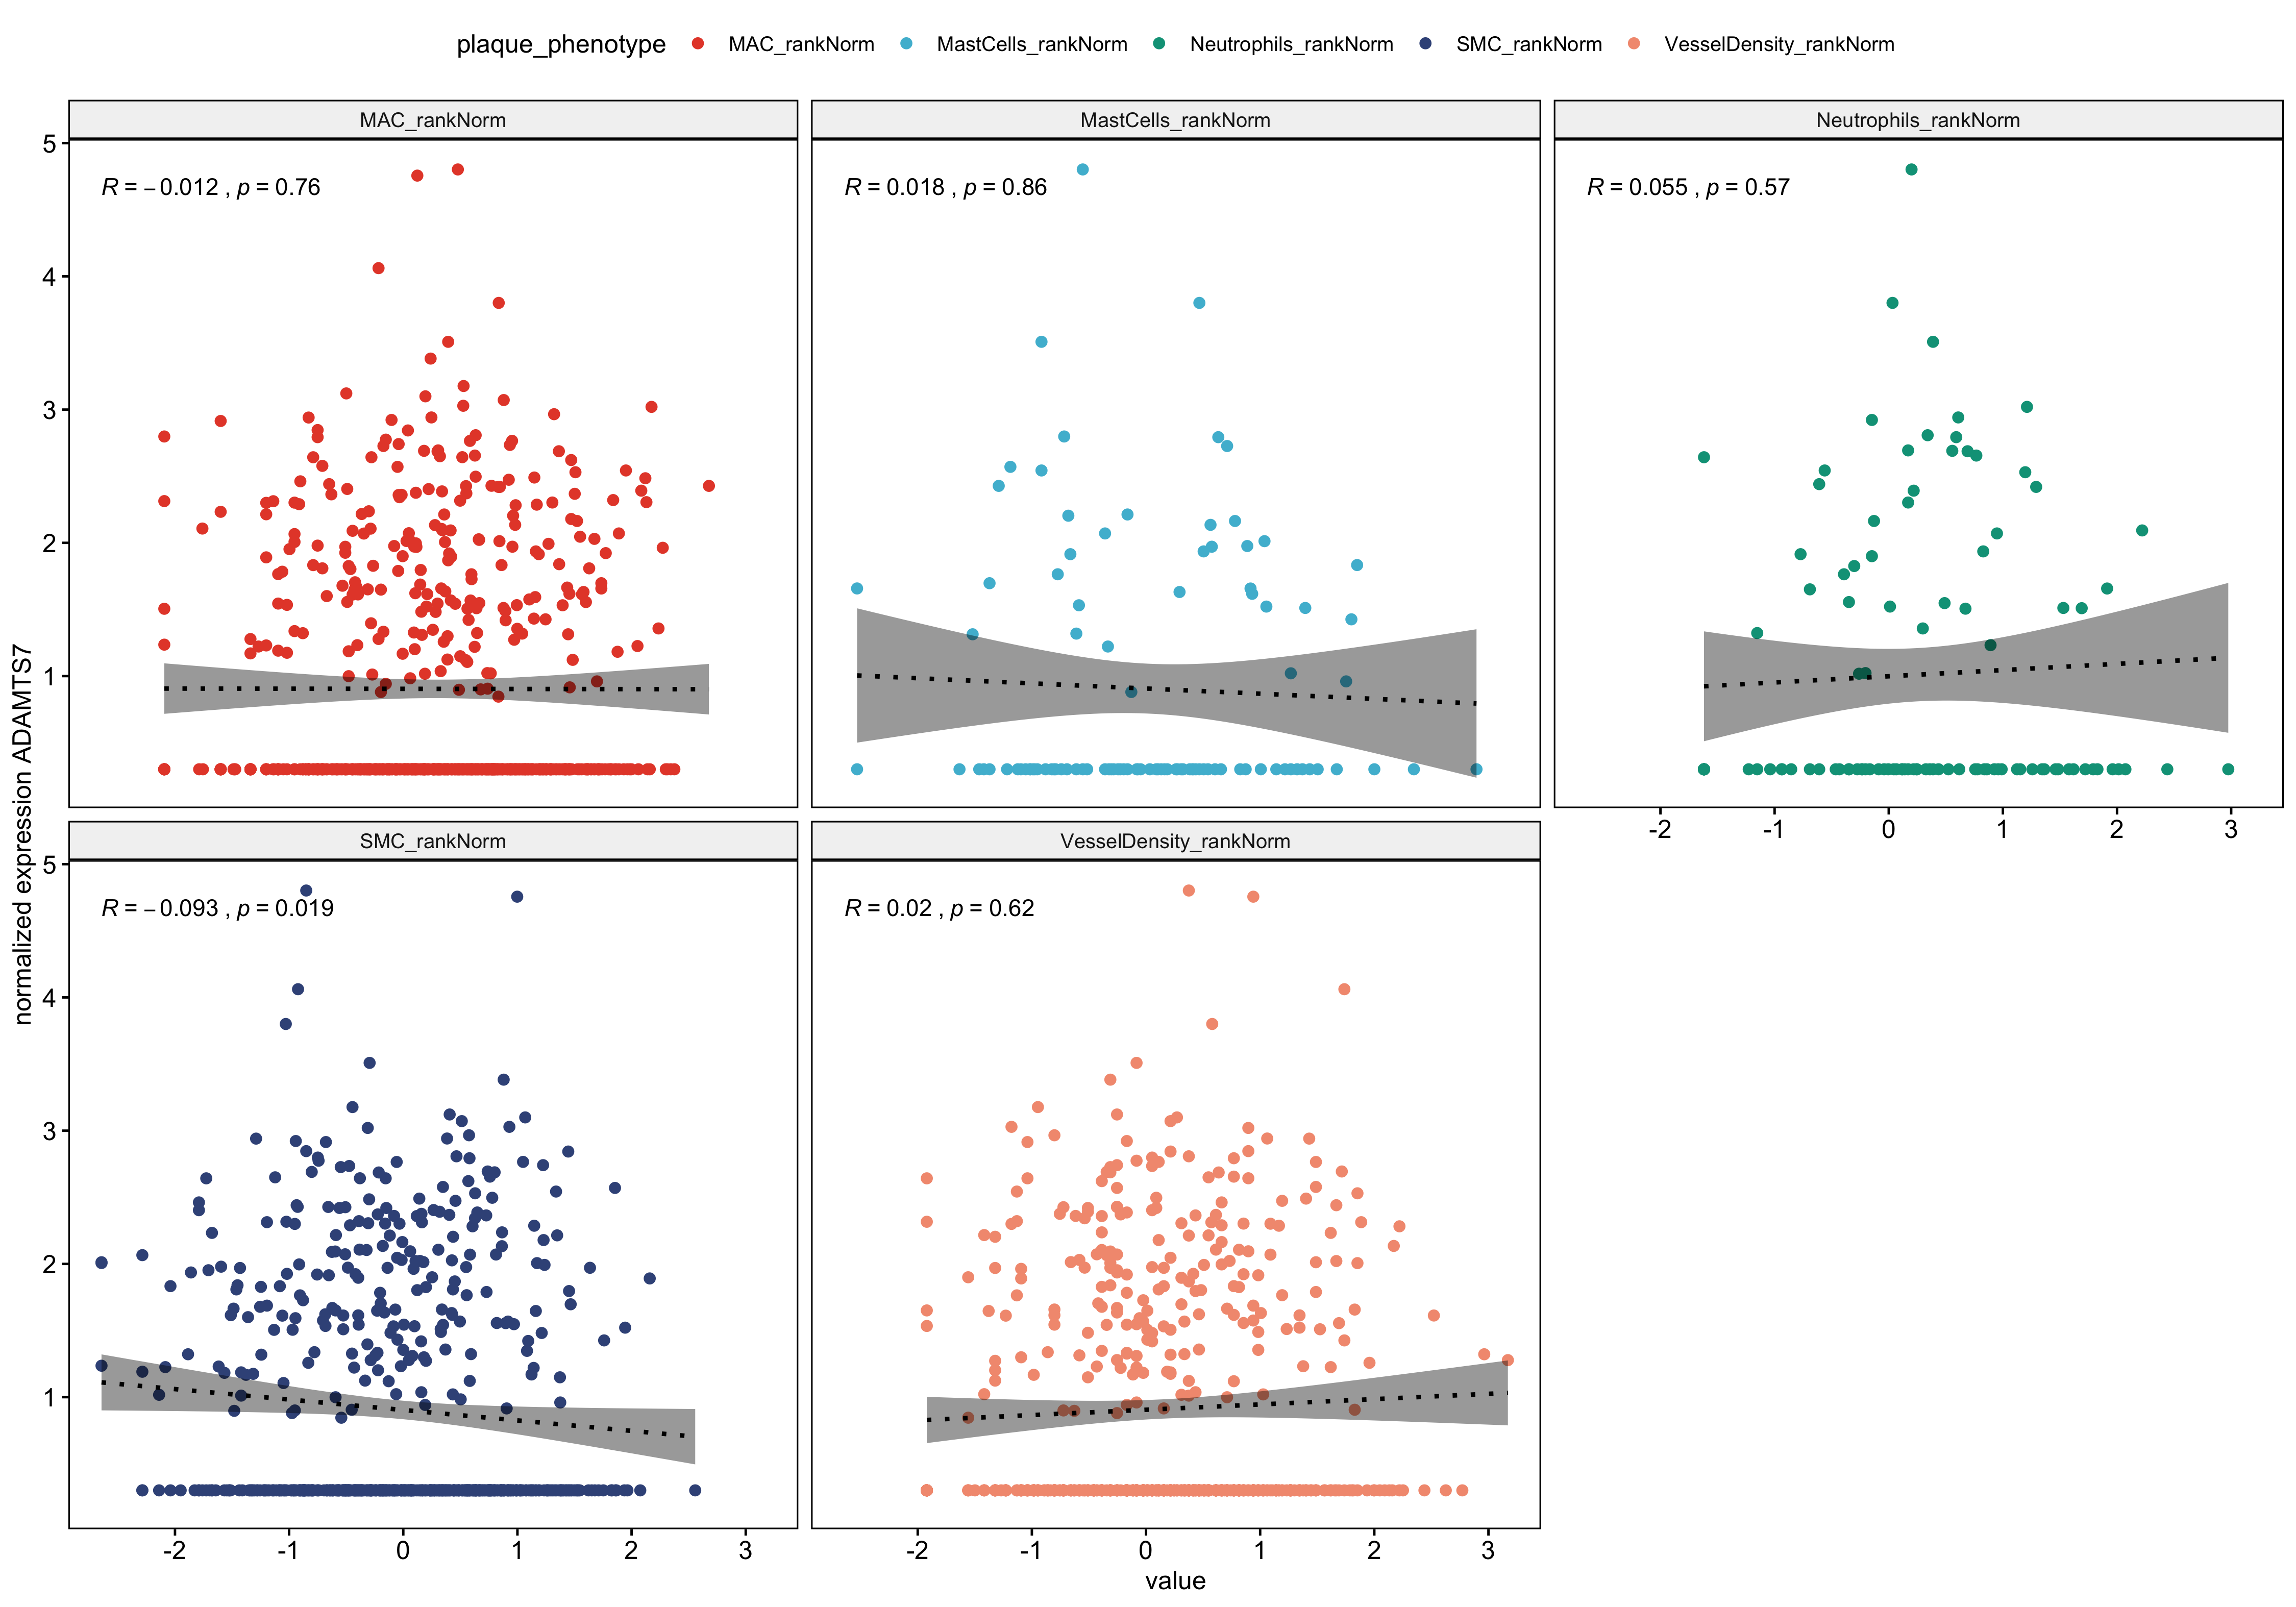 plaque_phenotype MAC_rankNorm MastCells_rankNorm Neutrophils_rankNorm SMC_rankNorm VesselDensity_rankNorm
MAC_rankNorm
MastCells_rankNorm
Neutrophils_rankNorm
R = −0.012 , p = 0.76
R = 0.018 , p = 0.86
R = 0.055 , p = 0.57
5
4
3
2
1
-2 -1 0 1 2 3
normalized expression ADAMTS7
SMC_rankNorm
VesselDensity_rankNorm
R = −0.093 , p = 0.019
R = 0.02 , p = 0.62
5
4
3
2
1
-2 -1 0 1 2 3
-2 -1 0 1 2 3
value